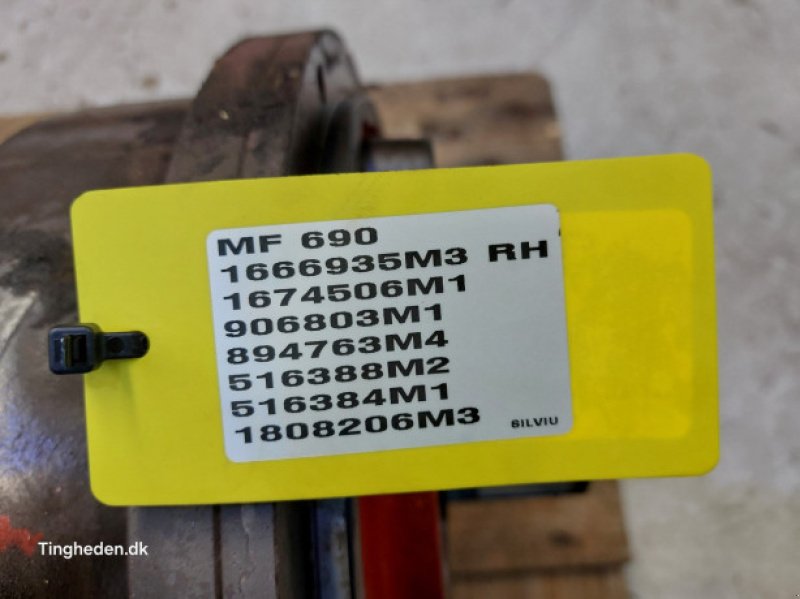 MF 690
1666935M3 RH
1674506M1
906803M1
894763M4
516388M2
516384M1
1808206M3 SILVIU
Tingheden.dk